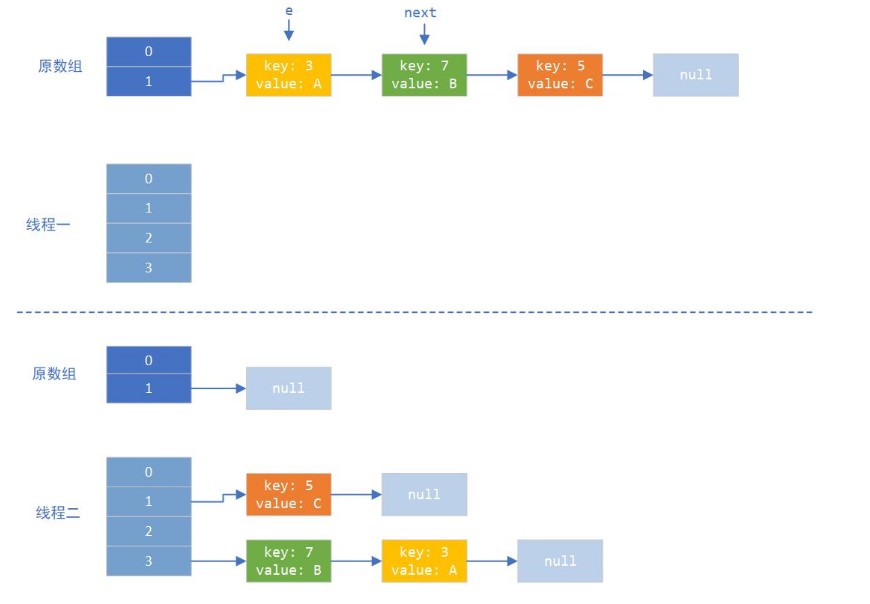 e
next
原数组
0
1
key: 3
value: A
key: 7
value: B
key: 5
value: C
null
线程一
0
1
2
3
原数组
0
1
null
线程二
0
1
2
3
key: 5
value: C
null
key: 7
value: B
key: 3
value: A
null